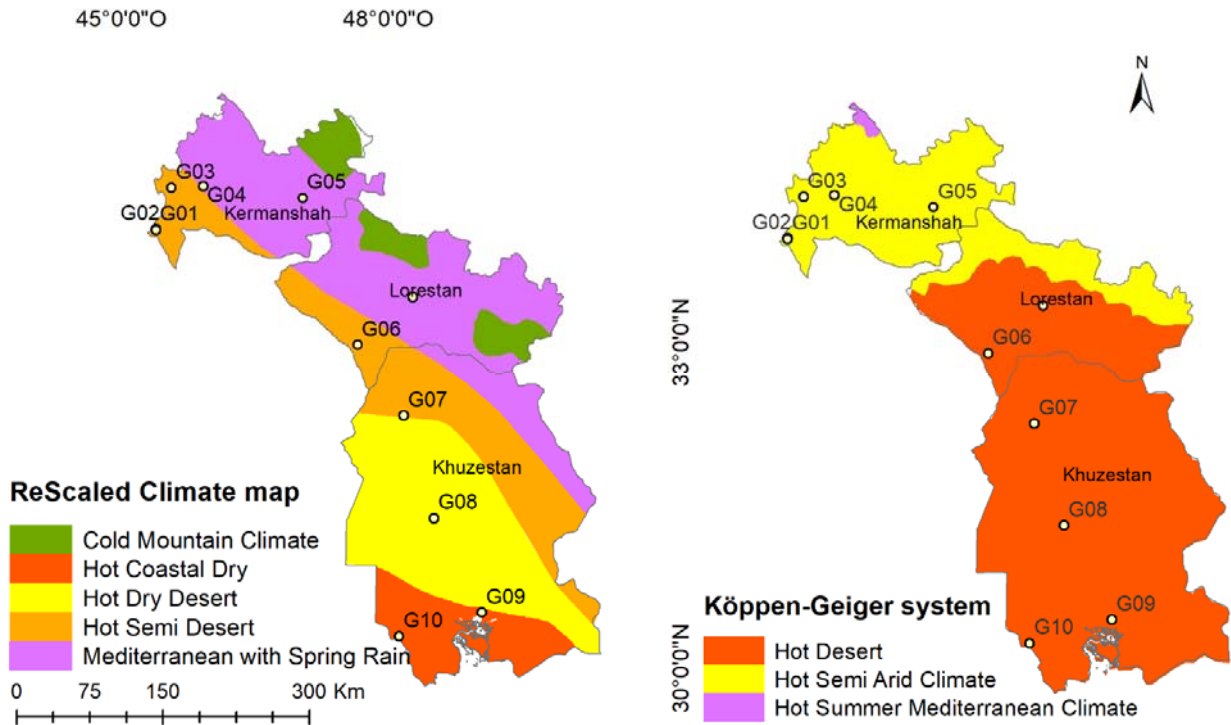 45°0'0"O 48°0'0"O
N
G03
G04
G05
G02G01
Kermanshah
Lorestan
G06
G07
Khuzestan
G08
G09
G10
ReScaled Climate map
Cold Mountain Climate
Hot Coastal Dry
Hot Dry Desert
Hot Semi Desert
Mediterranean with Spring Rain
0 75 150 300 Km
G03
G04
G05
G02G01
Kermanshah
Lorestan
33°0'0"N
G06
G07
Khuzestan
G08
G09
G10
30°0'0"N
Köppen-Geiger system
Hot Desert
Hot Semi Arid Climate
Hot Summer Mediterranean Climate